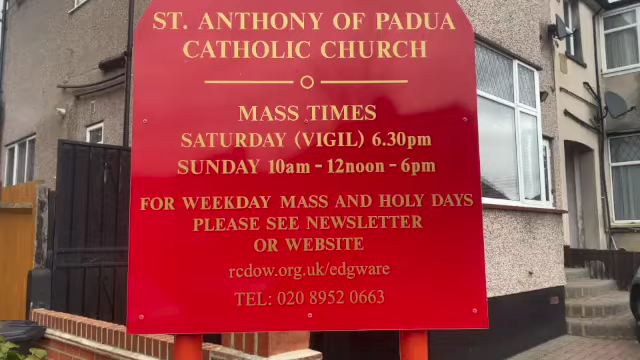 ST. ANTHONY OF PADUA
CATHOLIC CHURCH
MASS TIMES
SATURDAY (VIGIL) 6.30pm
SUNDAY 10am - 12noon - 6pm
FOR WEEKDAY MASS AND HOLY DAYS
PLEASE SEE NEWSLETTER
OR WEBSITE
rcdow.org.uk/edgware
TEL: 020 8952 0663